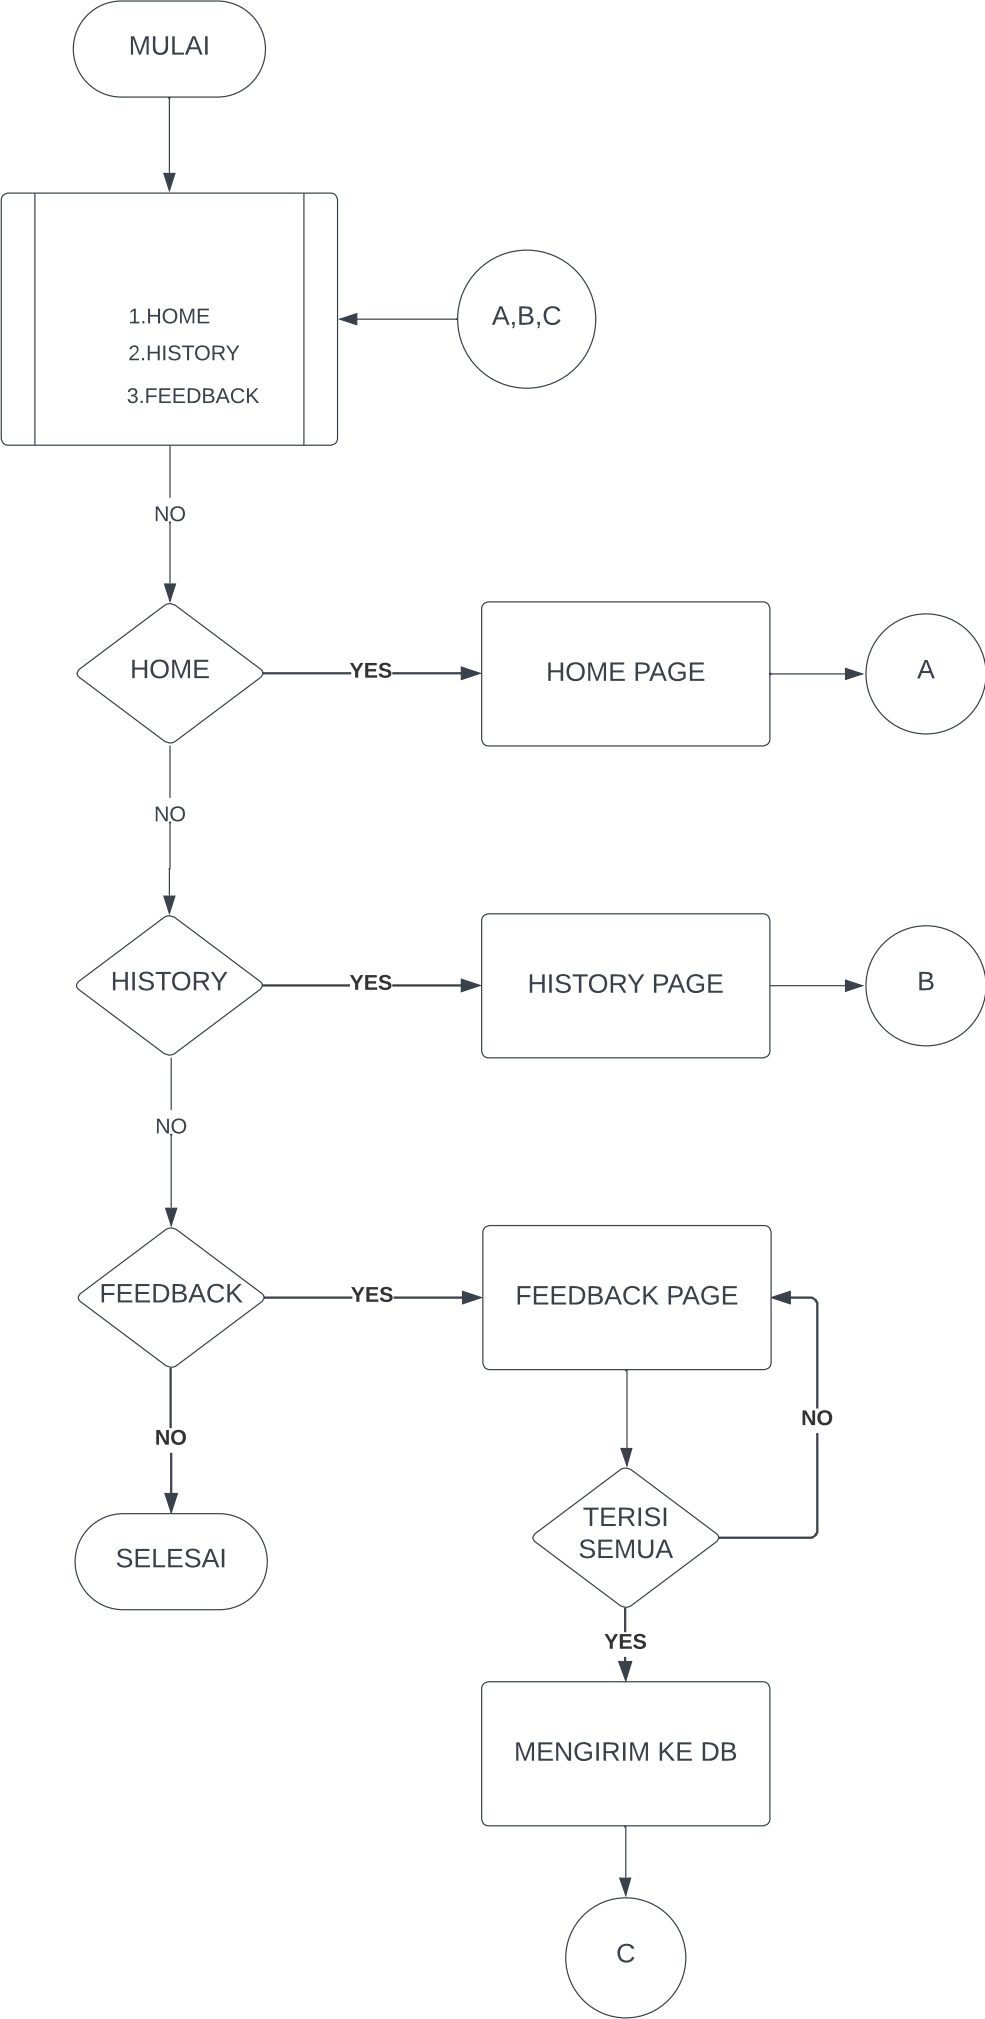 MULAI
1.HOME
2.HISTORY
3.FEEDBACK
A,B,C
NO
HOME
YES
HOME PAGE
A
NO
HISTORY
YES
HISTORY PAGE
B
NO
FEEDBACK
YES
FEEDBACK PAGE
NO
NO
TERISI
SEMUA
SELESAI
YES
MENGIRIM KE DB
C